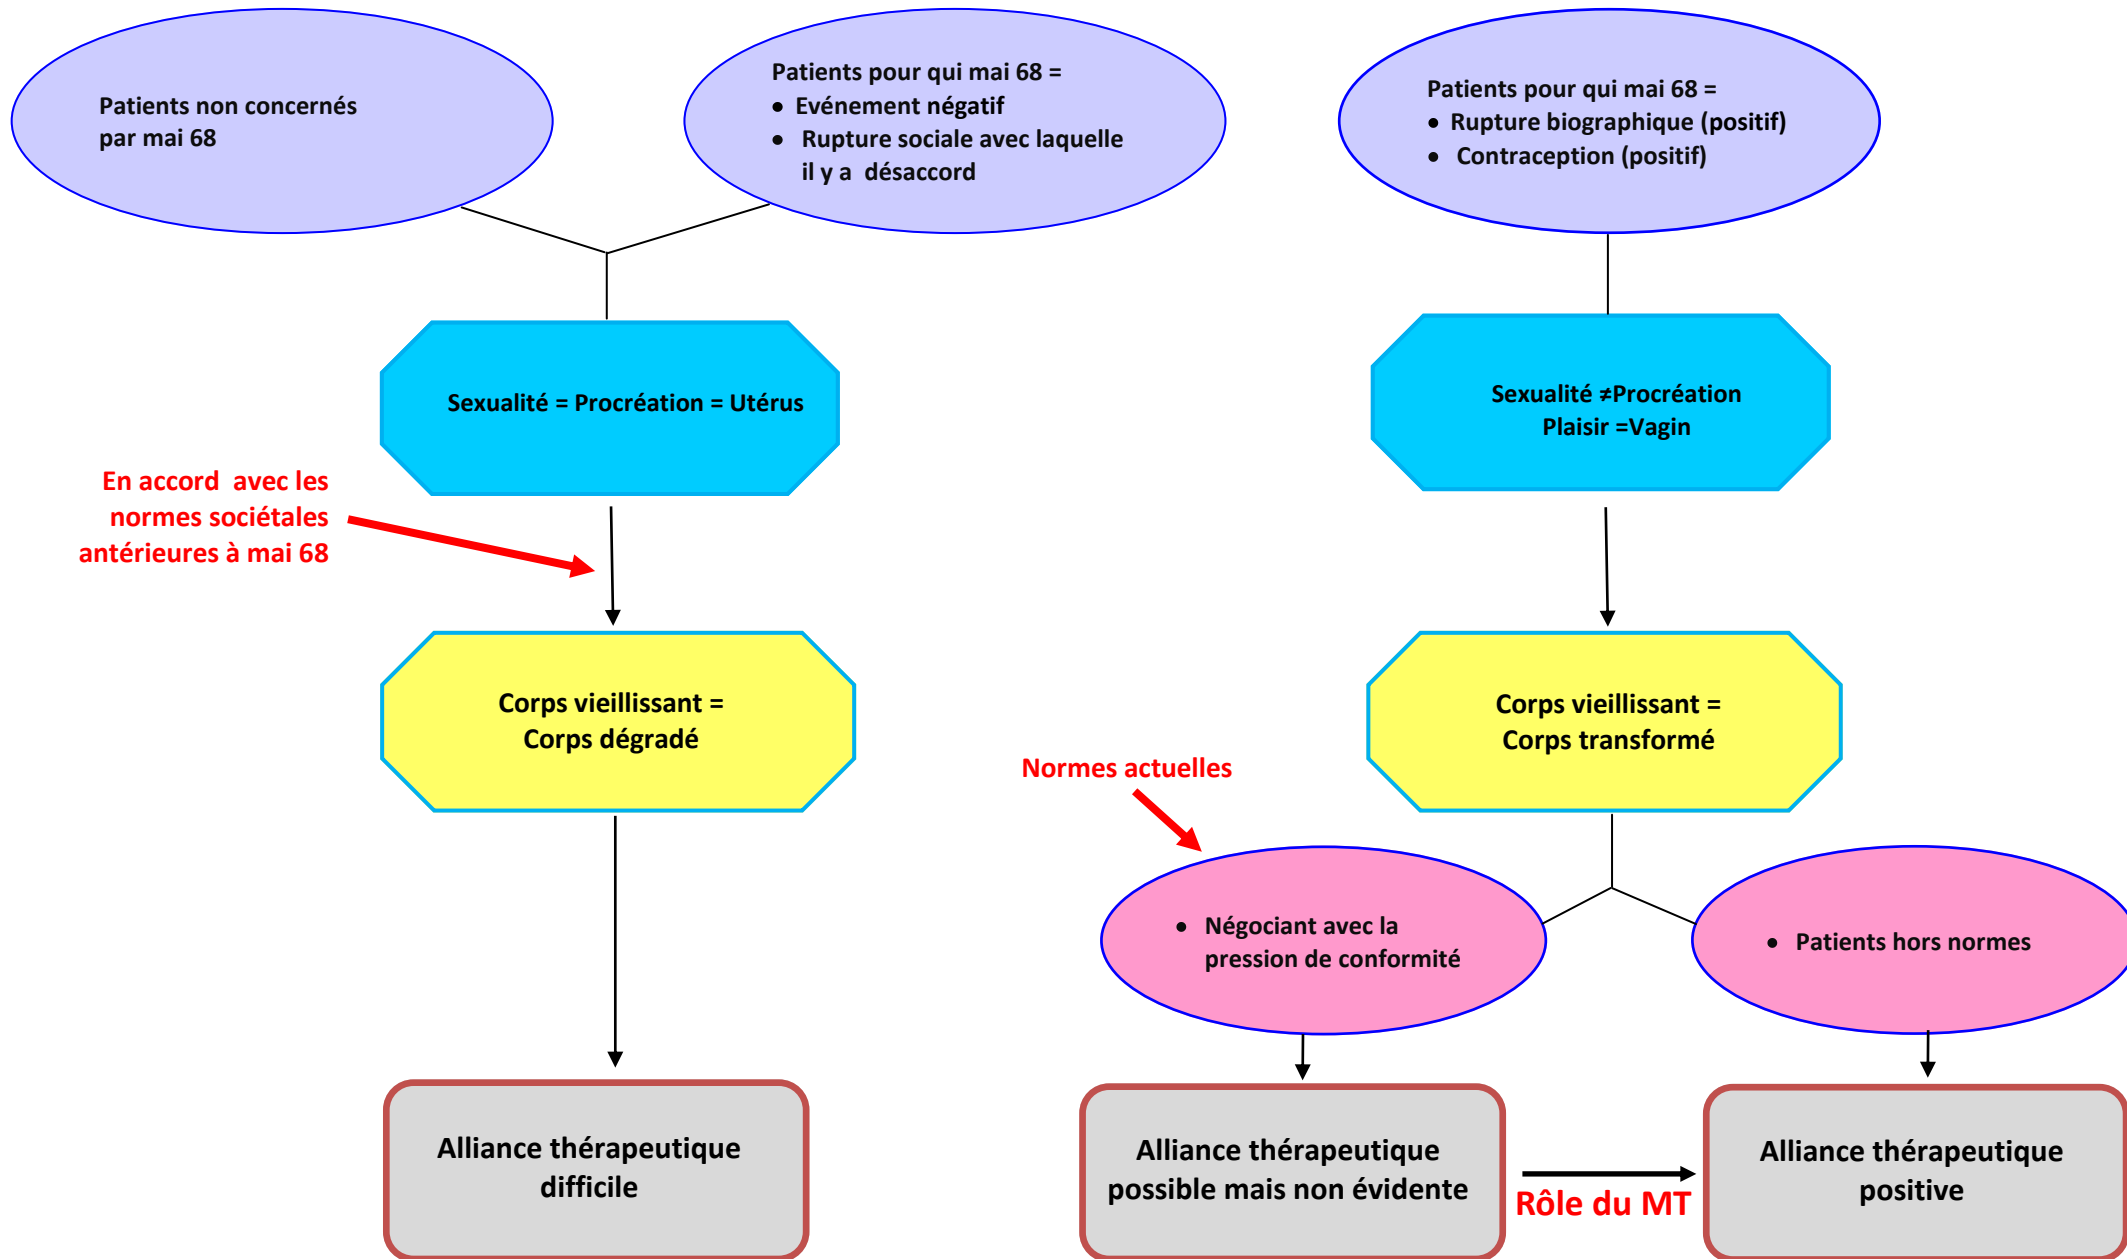 Patients non concernés
par mai 68
Patients pour qui mai 68 =
• Evénement négatif
• Rupture sociale avec laquelle
il y a désaccord
Patients pour qui mai 68 =
• Rupture biographique (positif)
• Contraception (positif)
Sexualité = Procréation = Utérus
Sexualité ≠Procréation
Plaisir =Vagin
En accord avec les
normes sociétales
antérieures à mai 68
Corps vieillissant =
Corps dégradé
Corps vieillissant =
Corps transformé
Normes actuelles
• Négociant avec la
pression de conformité
• Patients hors normes
Alliance thérapeutique
difficile
Alliance thérapeutique
possible mais non évidente
Rôle du MT
Alliance thérapeutique
positive